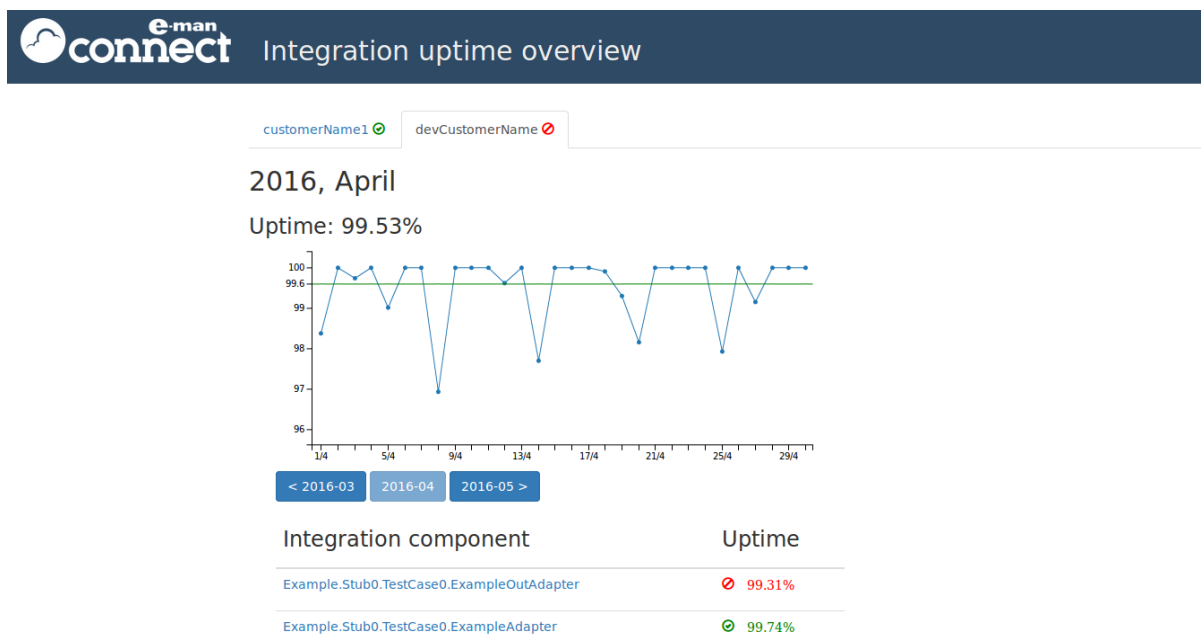 e-man
connect
Integration uptime overview
customerName1
devCustomerName
2016, April
Uptime: 99.53%
100
99.6
99
98
97
96
1/4 5/4 9/4 13/4 17/4 21/4 25/4 29/4
< 2016-03 2016-04 2016-05 >
Integration component Uptime
Example.Stub0.TestCase0.ExampleOutAdapter 99.31%
Example.Stub0.TestCase0.ExampleAdapter 99.74%